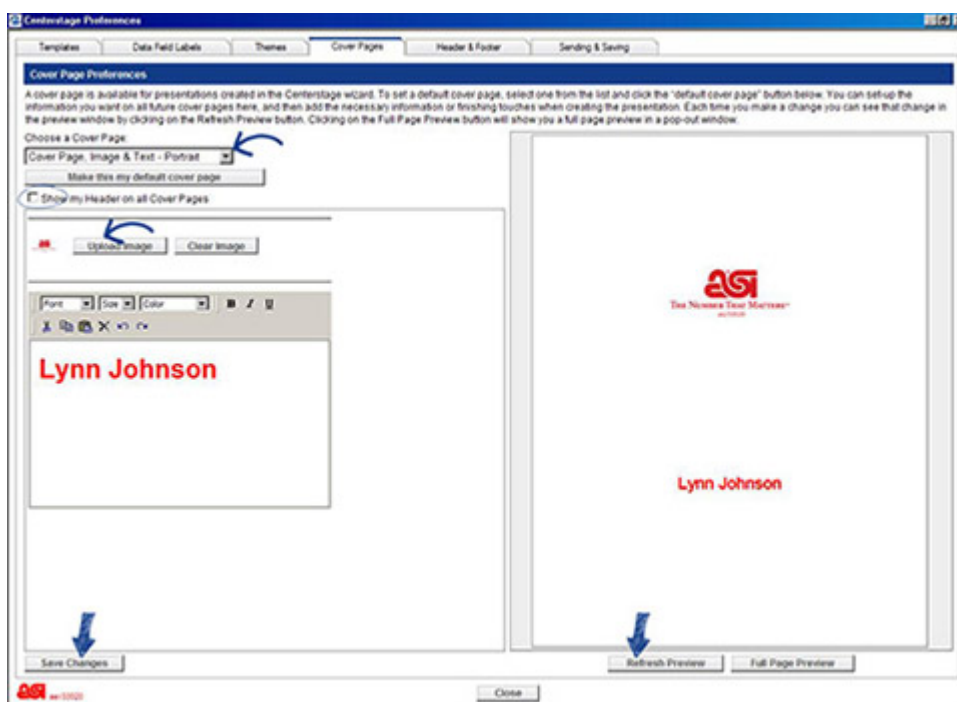 Centerstage Preferences
Templates
Data Field Labels
Themes
Cover Pages
Header & Footer
Sending & Saving
Cover Page Preferences
A cover page is available for presentations created in the Centerstage wizard. To set a default cover page, select one from the list and click the "default cover page" button below. You can set-up the
information you want on all future cover pages here, and then add the necessary information or finishing touches when creating the presentation. Each time you make a change you can see that change in
the preview window by clicking on the Refresh Preview button. Clicking on the Full Page Preview button will show you a full page preview in a pop-out window.
Choose a Cover Page:
Cover Page, Image & Text - Portrait
Make this my default cover page
Show my Header on all Cover Pages
Upload Image
Clear Image
Font
Size
Color
B I U
Lynn Johnson
asi
The Number That Matters
Lynn Johnson
Save Changes
Refresh Preview
Full Page Preview
asi
Close